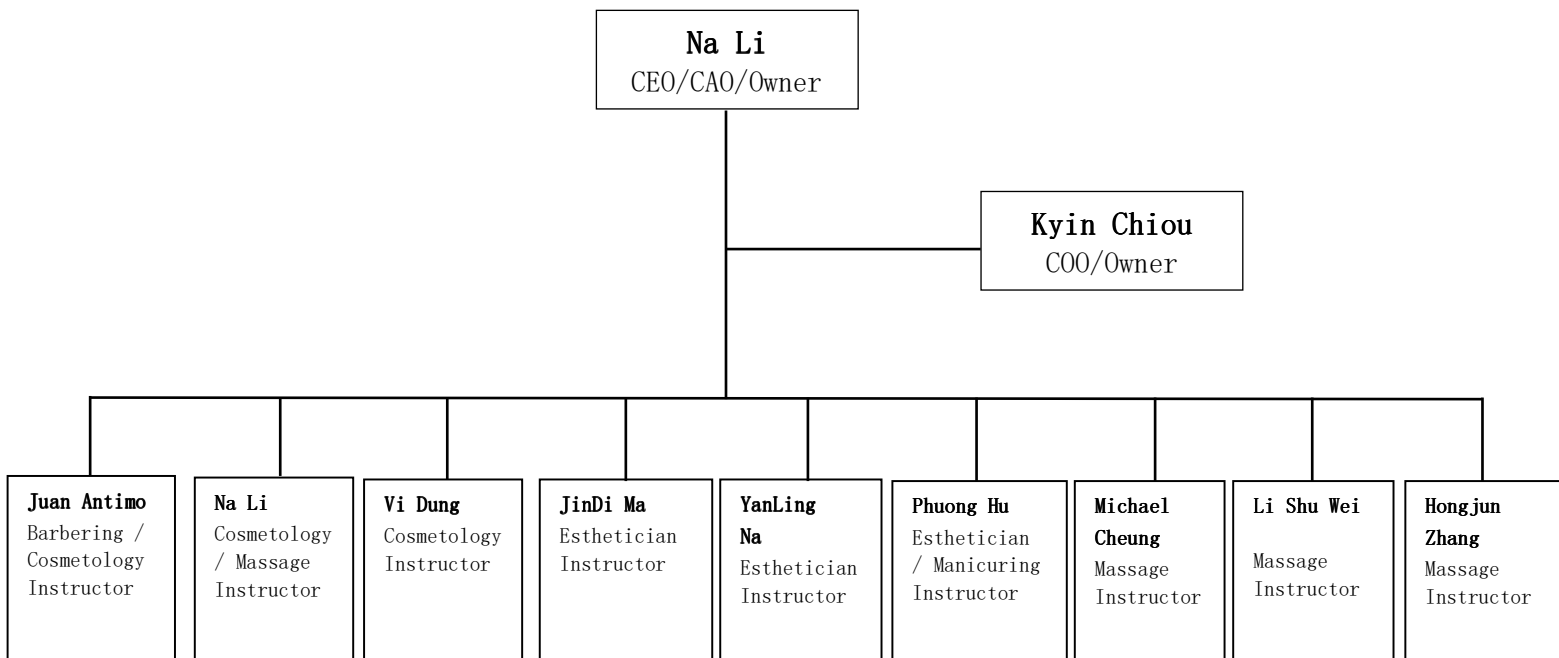 Na Li
CEO/CAO/Owner
Kyin Chiou
COO/Owner
Juan Antimo
Barbering /
Cosmetology
Instructor
Na Li
Cosmetology
/ Massage
Instructor
Vi Dung
Cosmetology
Instructor
JinDi Ma
Esthetician
Instructor
YanLing
Na
Esthetician
Instructor
Phuong Hu
Esthetician
/ Manicuring
Instructor
Michael
Cheung
Massage
Instructor
Li Shu Wei
Massage
Instructor
Hongjun
Zhang
Massage
Instructor